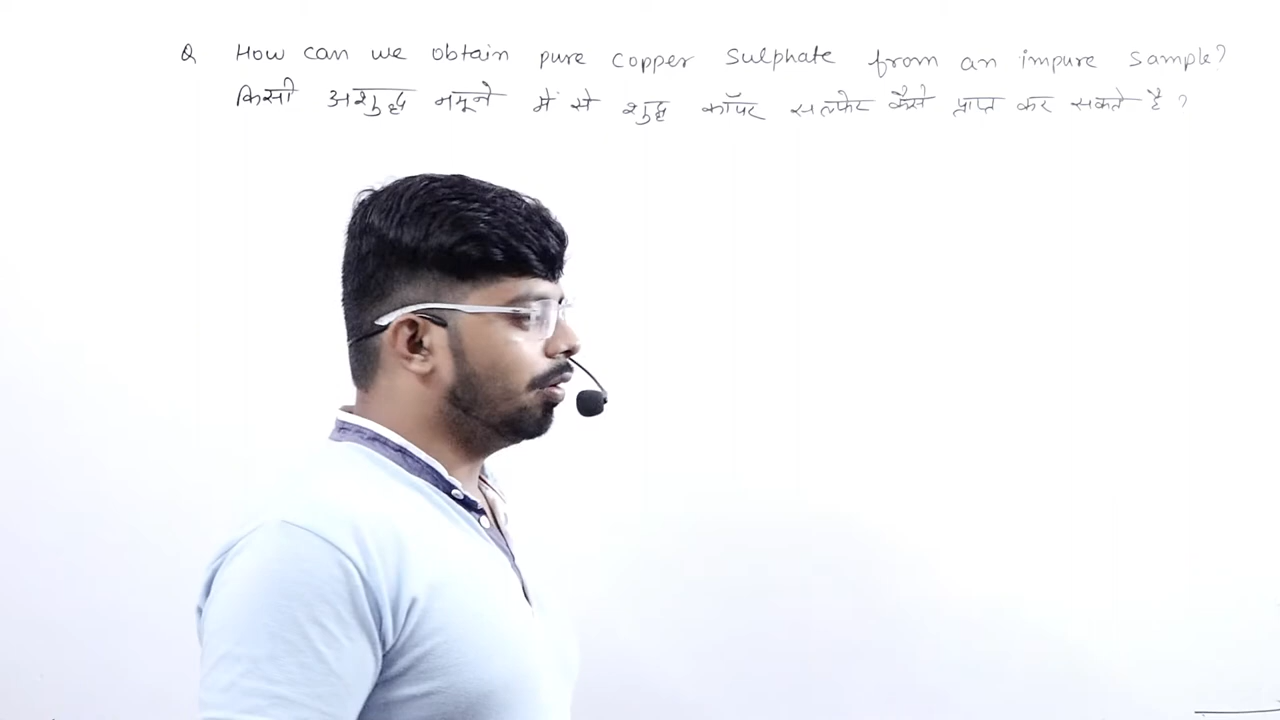 Q How can we obtain pure copper sulphate from an impure sample?
किसी अशुद्ध नमूने में से शुद्ध कॉपर सल्फेट कैसे प्राप्त कर सकते है ?